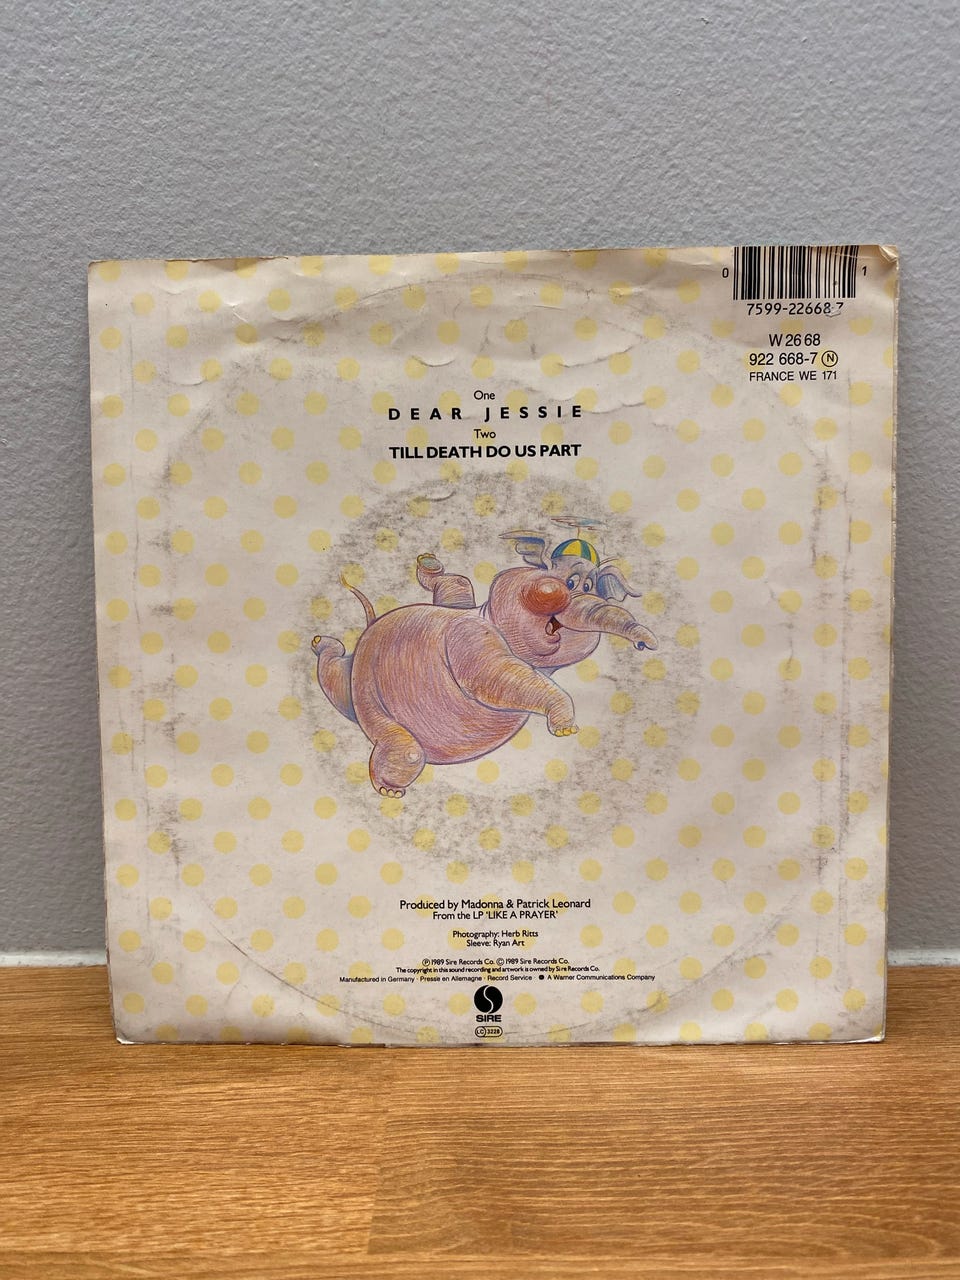 0 1
7599-22668-7
W 26 68
922 668-7 Ⓝ
FRANCE WE 171
One
DEAR JESSIE
Two
TILL DEATH DO US PART
Produced by Madonna & Patrick Leonard
From the LP 'LIKE A PRAYER'
Photography: Herb Ritts
Sleeve: Ryan Art
℗ 1989 Sire Records Co. © 1989 Sire Records Co.
The copyright in this sound recording and artwork is owned by Sire Records Co.
Manufactured in Germany · Presse en Allemagne · Record Service · ● A Warner Communications Company
SIRE
LC 3228